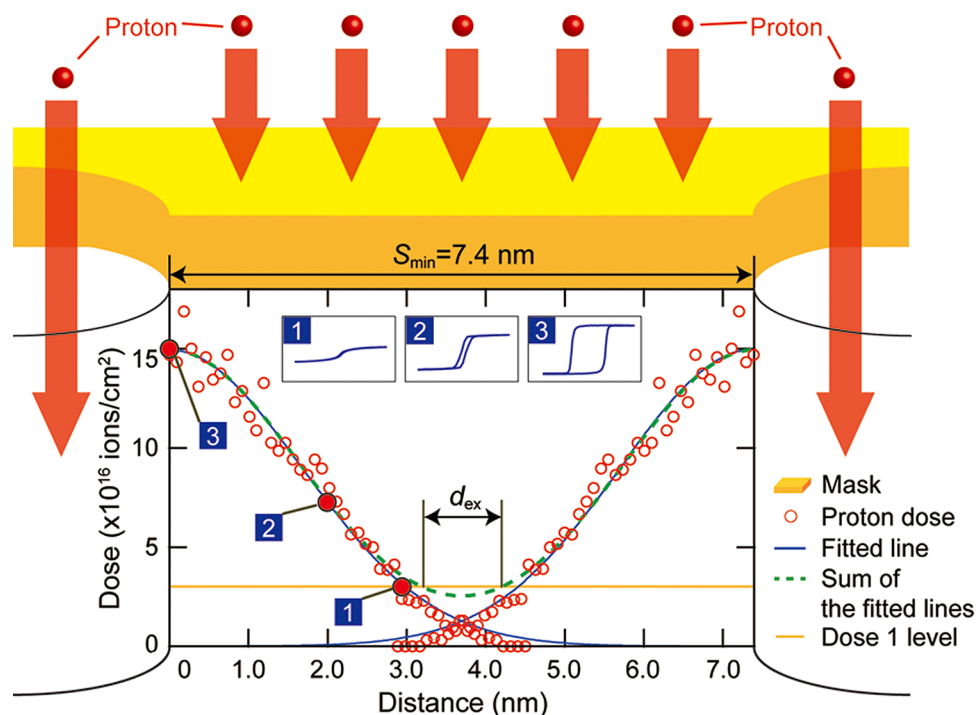 Proton
Proton
Smin=7.4 nm
1
2
3
15
10
5
0
Dose (x10¹⁶ ions/cm²)
3
2
1
dex
0.0 1.0 2.0 3.0 4.0 5.0 6.0 7.0
Distance (nm)
Mask
Proton dose
Fitted line
Sum of
the fitted lines
Dose 1 level